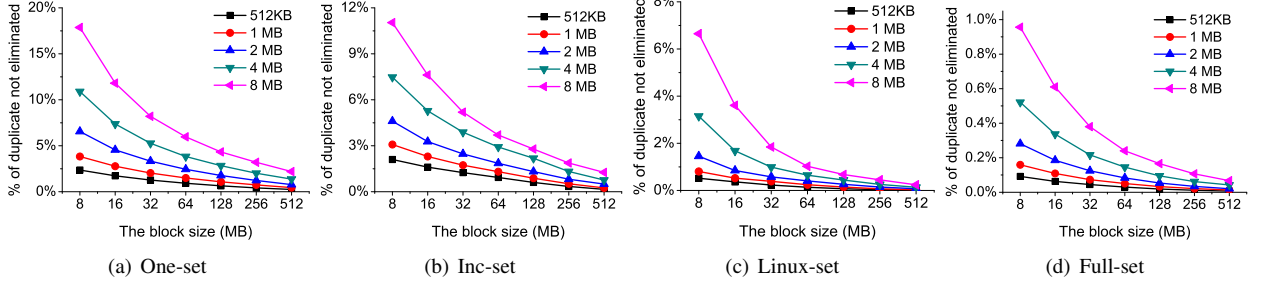 % of duplicate not eliminated
20%
15%
10%
5%
0%
512KB
1 MB
2 MB
4 MB
8 MB
8 16 32 64 128 256 512
The block size (MB)
(a) One-set
% of duplicate not eliminated
12%
9%
6%
3%
0%
512KB
1 MB
2 MB
4 MB
8 MB
8 16 32 64 128 256 512
The block size (MB)
(b) Inc-set
% of duplicate not eliminated
8%
6%
4%
2%
0%
512KB
1 MB
2 MB
4 MB
8 MB
8 16 32 64 128 256 512
The block size (MB)
(c) Linux-set
% of duplicate not eliminated
1.0%
0.8%
0.6%
0.4%
0.2%
0.0%
512KB
1 MB
2 MB
4 MB
8 MB
8 16 32 64 128 256 512
The block size (MB)
(d) Full-set